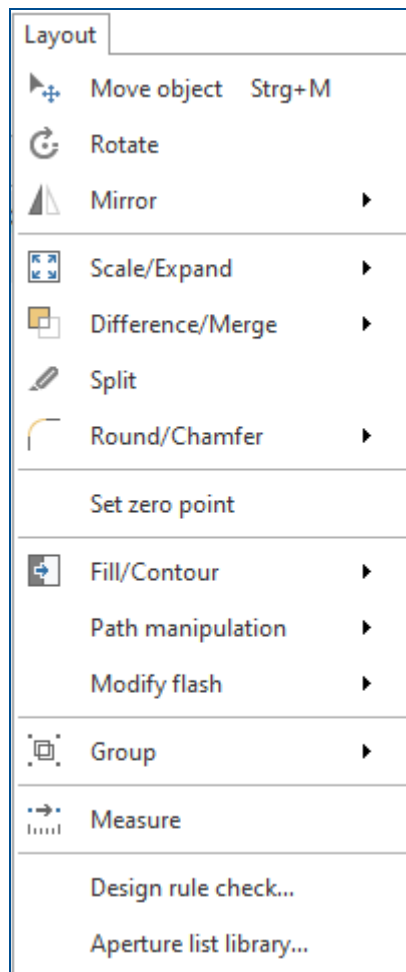 Layout
Move object Strg+M
Rotate
Mirror
Scale/Expand
Difference/Merge
Split
Round/Chamfer
Set zero point
Fill/Contour
Path manipulation
Modify flash
Group
Measure
Design rule check...
Aperture list library...